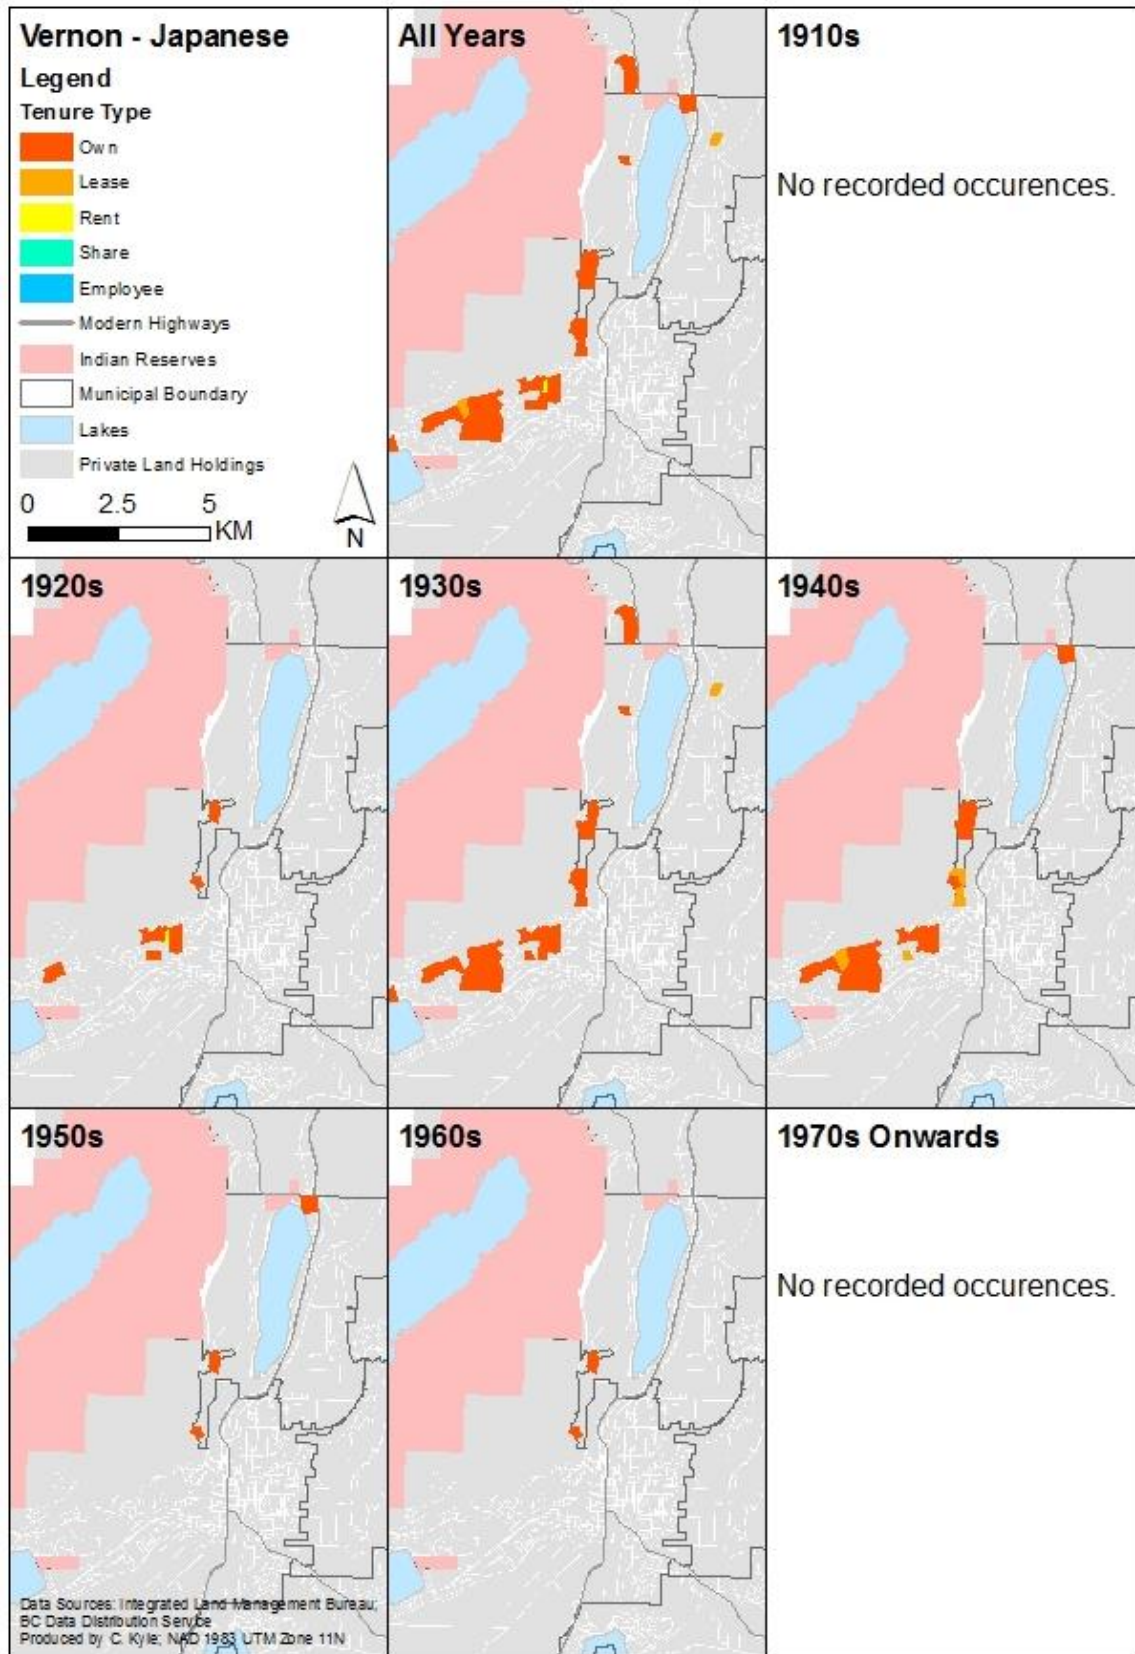 Vernon - Japanese
Legend
Tenure Type
Own
Lease
Rent
Share
Employee
Modern Highways
Indian Reserves
Municipal Boundary
Lakes
Private Land Holdings
0 2.5 5
KM
N
All Years
1910s
No recorded occurences.
1920s
1930s
1940s
1950s
Data Sources: Integrated Land Management Bureau,
BC Data Distribution Service
Produced by C. Kyle; NAD 1983 UTM Zone 11N
1960s
1970s Onwards
No recorded occurences.